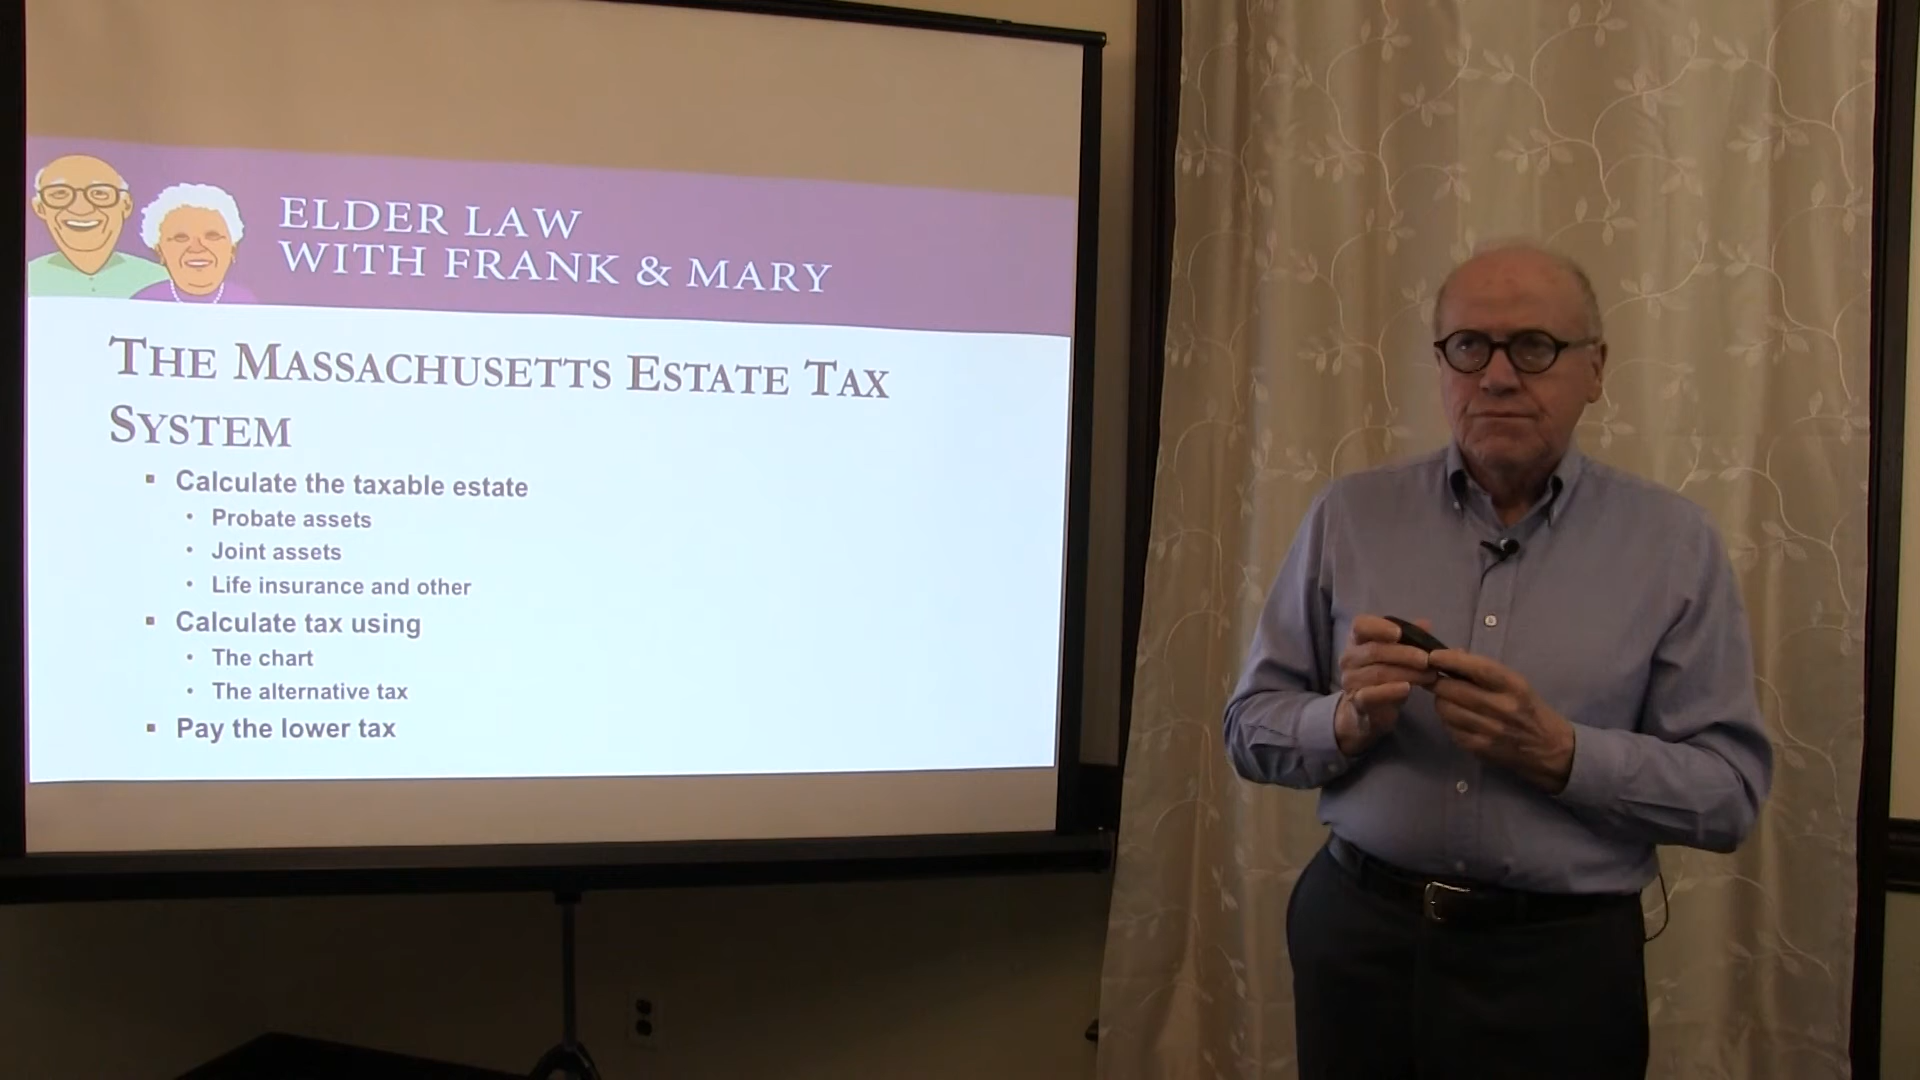 ELDER LAW
WITH FRANK & MARY
THE MASSACHUSETTS ESTATE TAX
SYSTEM
▪ Calculate the taxable estate
• Probate assets
• Joint assets
• Life insurance and other
▪ Calculate tax using
• The chart
• The alternative tax
▪ Pay the lower tax